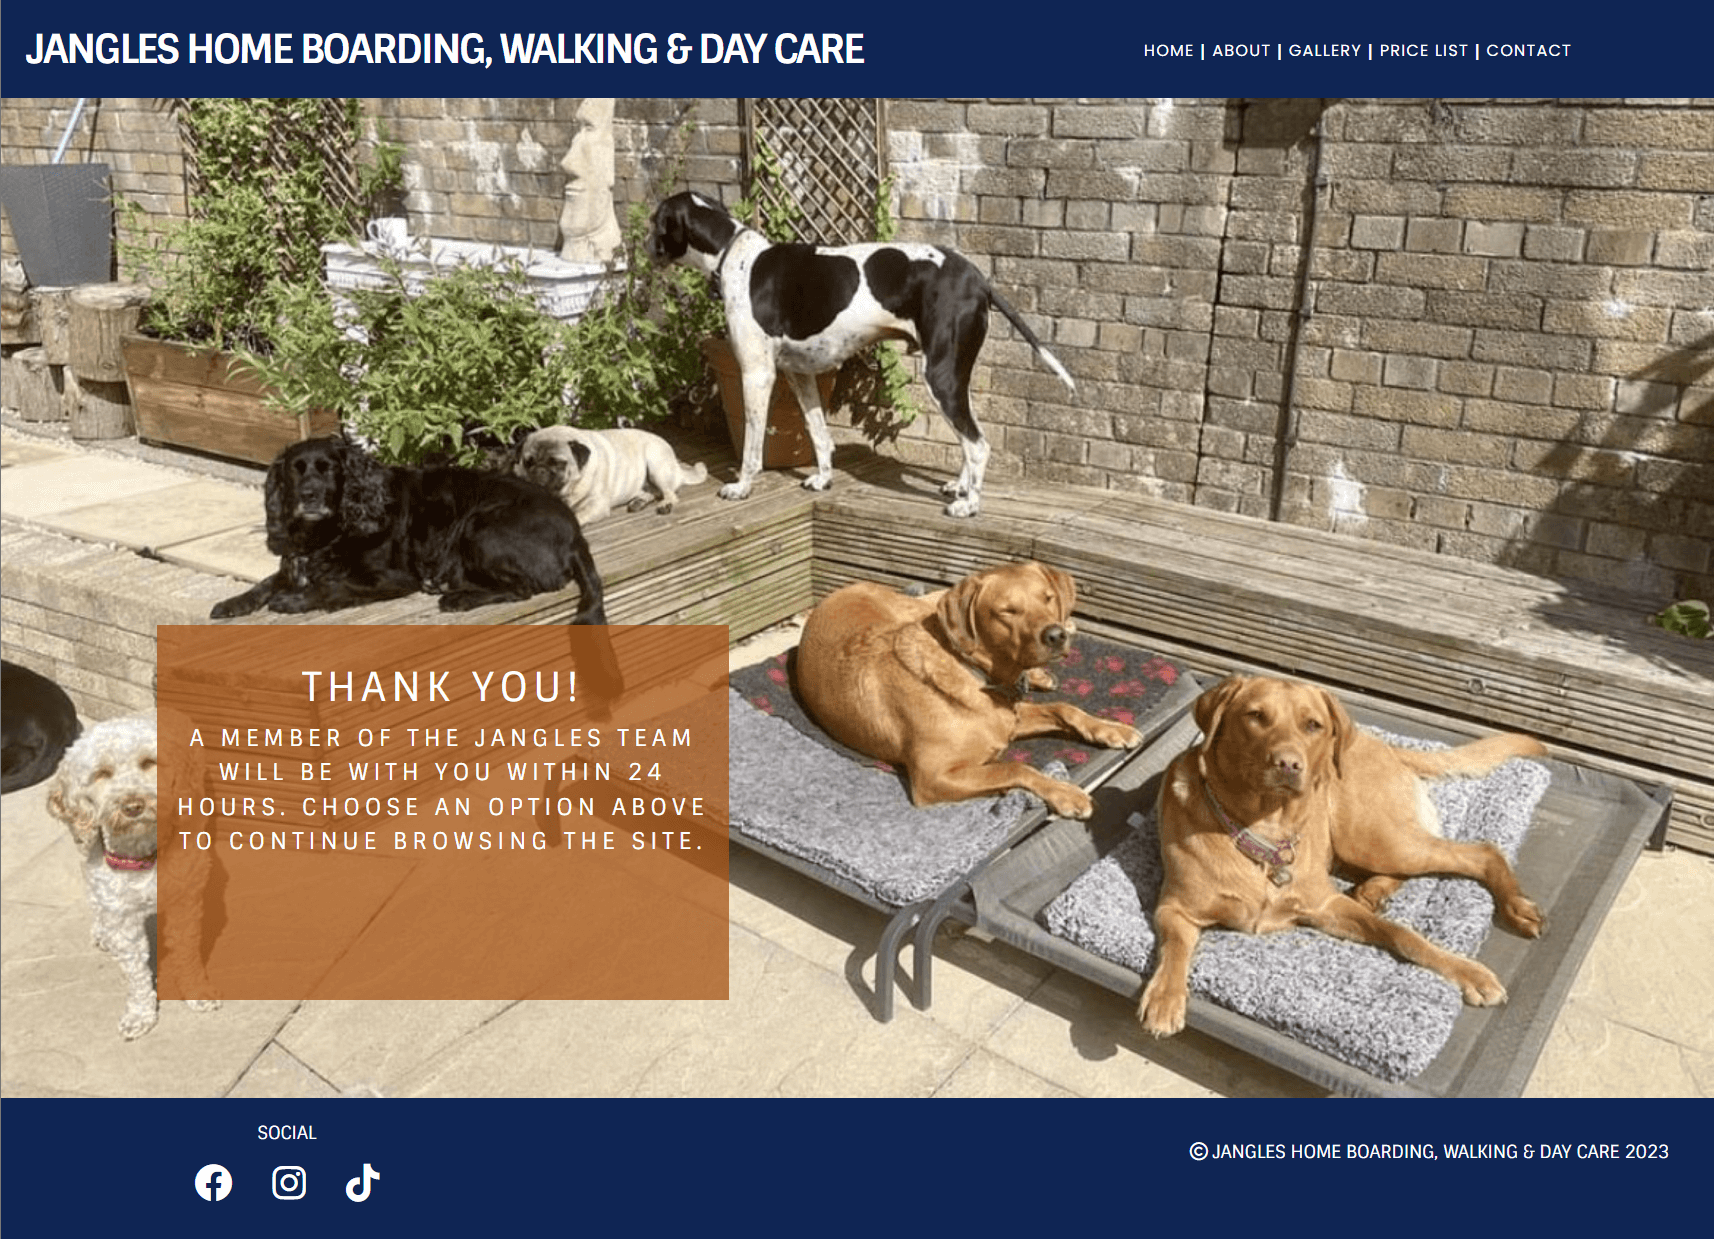 JANGLES HOME BOARDING, WALKING & DAY CARE
HOME | ABOUT | GALLERY | PRICE LIST | CONTACT
THANK YOU!
A MEMBER OF THE JANGLES TEAM
WILL BE WITH YOU WITHIN 24
HOURS. CHOOSE AN OPTION ABOVE
TO CONTINUE BROWSING THE SITE.
SOCIAL
© JANGLES HOME BOARDING, WALKING & DAY CARE 2023